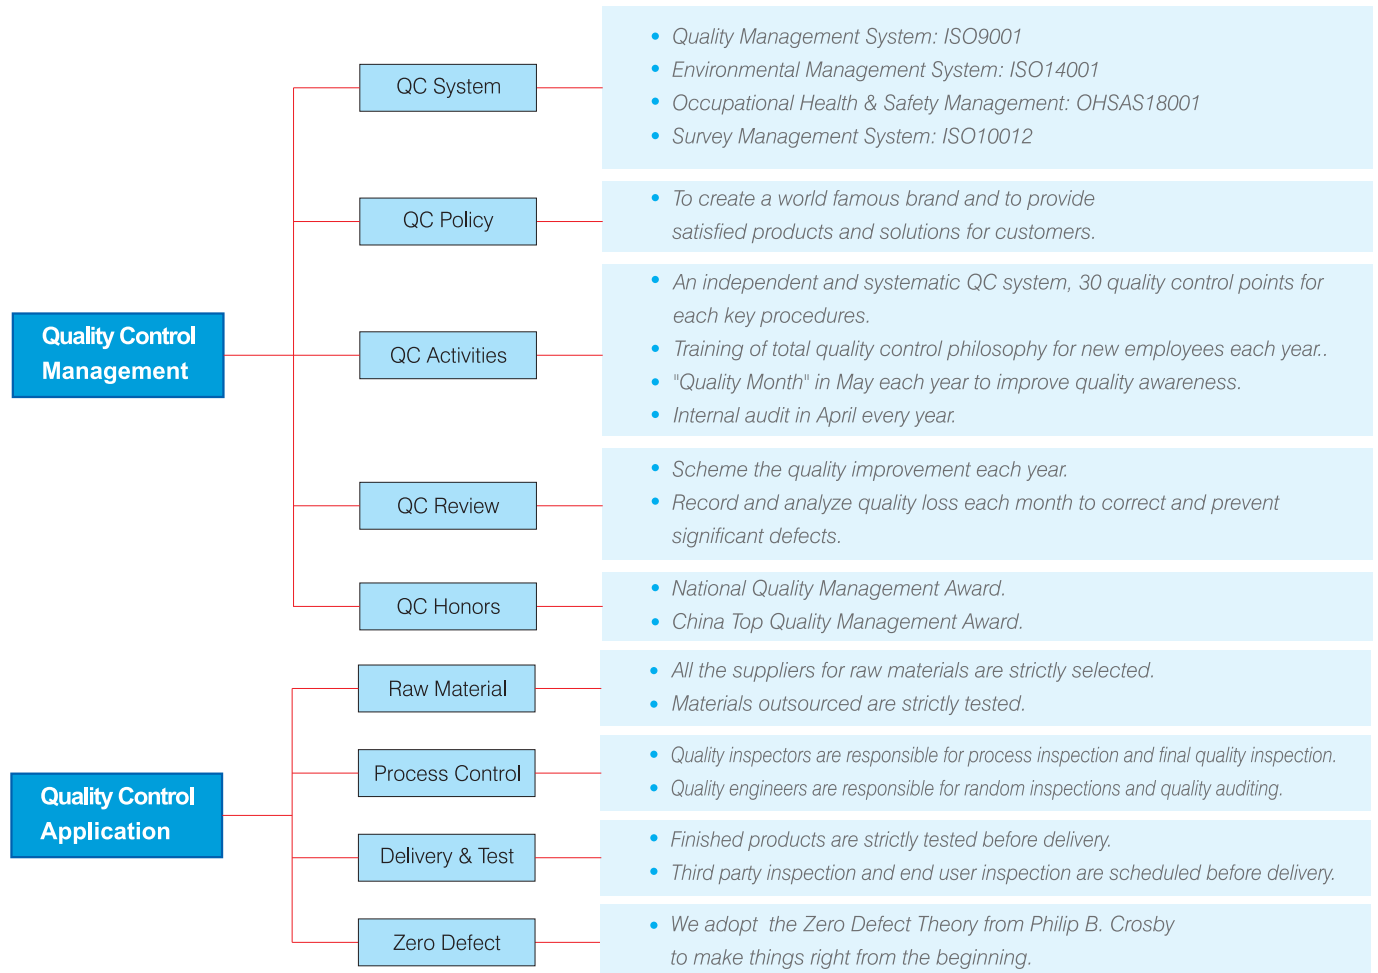 Quality Control
Management
QC System
• Quality Management System: ISO9001
• Environmental Management System: ISO14001
• Occupational Health & Safety Management: OHSAS18001
• Survey Management System: ISO10012
QC Policy
• To create a world famous brand and to provide
satisfied products and solutions for customers.
QC Activities
• An independent and systematic QC system, 30 quality control points for
each key procedures.
• Training of total quality control philosophy for new employees each year..
• "Quality Month" in May each year to improve quality awareness.
• Internal audit in April every year.
QC Review
• Scheme the quality improvement each year.
• Record and analyze quality loss each month to correct and prevent
significant defects.
QC Honors
• National Quality Management Award.
• China Top Quality Management Award.
Quality Control
Application
Raw Material
• All the suppliers for raw materials are strictly selected.
• Materials outsourced are strictly tested.
Process Control
• Quality inspectors are responsible for process inspection and final quality inspection.
• Quality engineers are responsible for random inspections and quality auditing.
Delivery & Test
• Finished products are strictly tested before delivery.
• Third party inspection and end user inspection are scheduled before delivery.
Zero Defect
• We adopt the Zero Defect Theory from Philip B. Crosby
to make things right from the beginning.